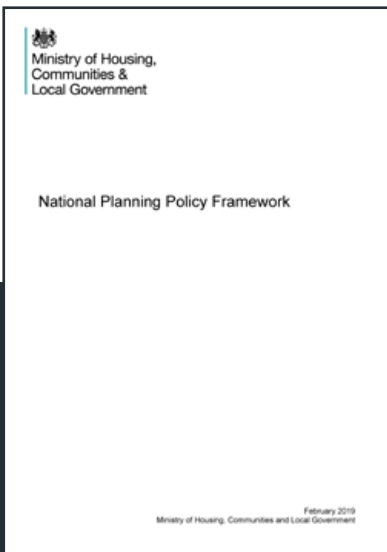 Ministry of Housing,
Communities &
Local Government
National Planning Policy Framework
February 2019
Ministry of Housing, Communities and Local Government